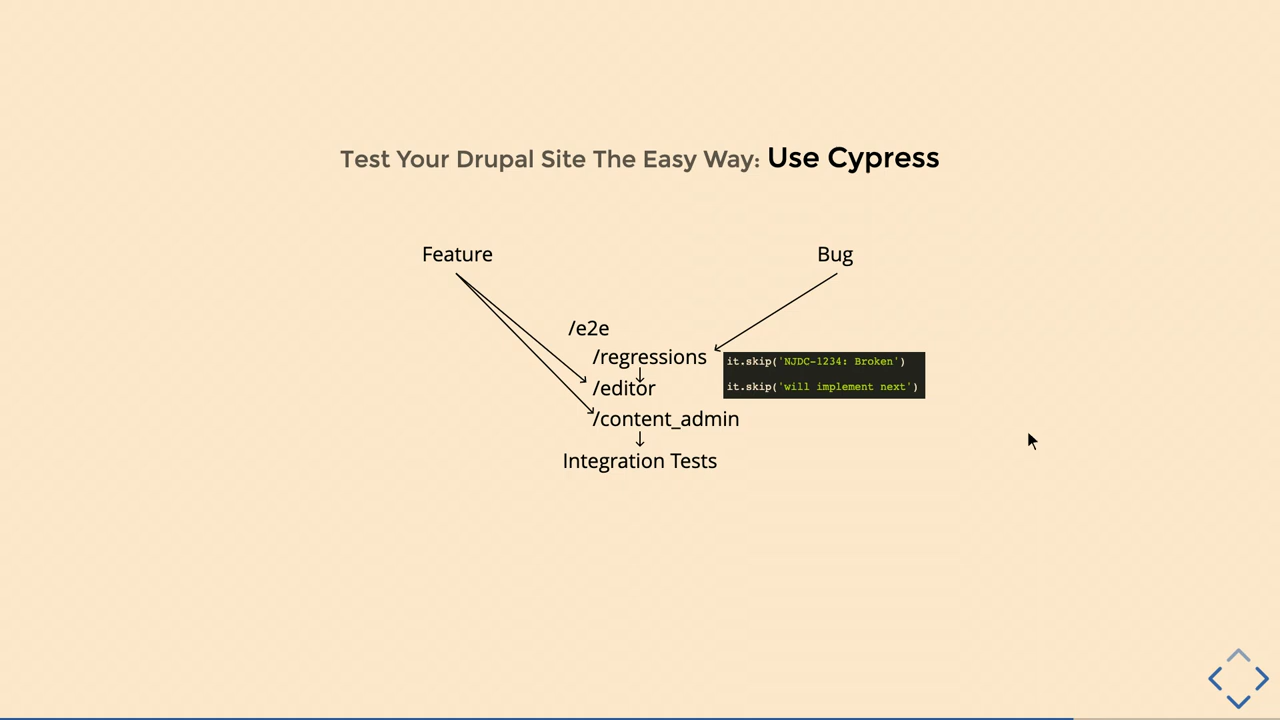 Test Your Drupal Site The Easy Way: Use Cypress
Feature
Bug
/e2e
/regressions
it.skip('NJDC-1234: Broken')
it.skip('will implement next')
/editor
/content_admin
Integration Tests